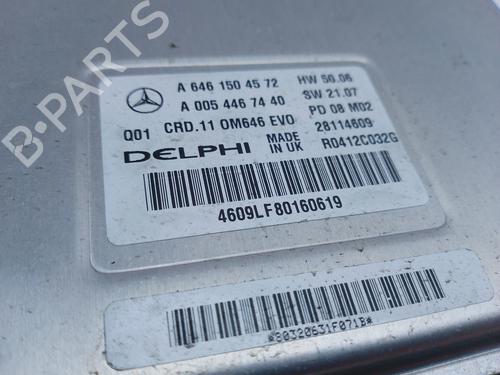 B-PARTS
A 646 150 45 72 HW 50.06
A 005 446 74 40 SW 21.07
Q01 CRD.11 OM646 EVO PD 08 M02
DELPHI MADE IN UK 28114609
R0412C032G
4609LF80160619
*80320631F071B*